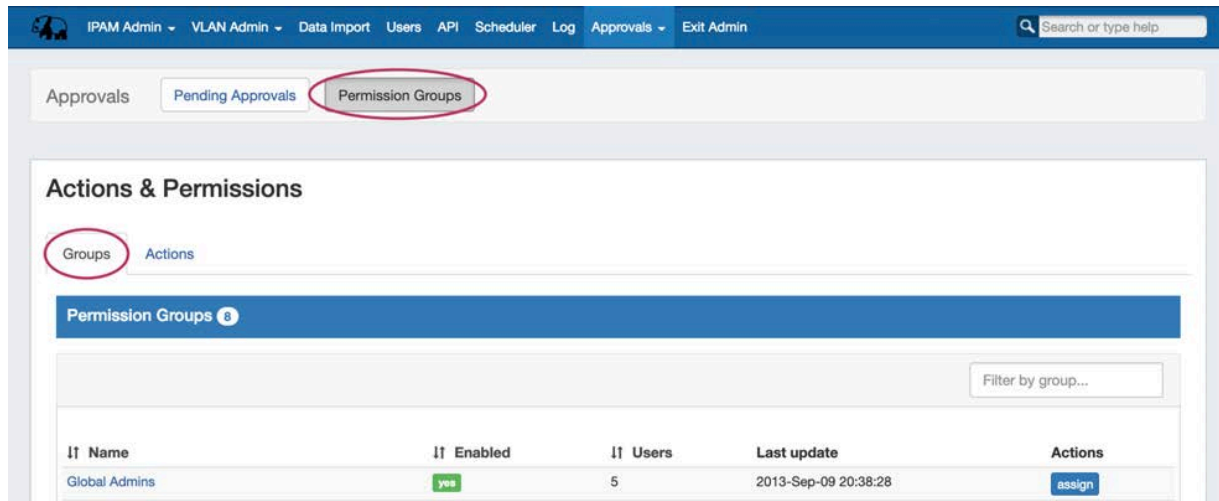 IPAM Admin VLAN Admin Data Import Users API Scheduler Log Approvals Exit Admin Search or type help
Approvals Pending Approvals Permission Groups
Actions & Permissions
Groups Actions
Permission Groups 8
Filter by group...
Name Enabled Users Last update Actions
Global Admins yes 5 2013-Sep-09 20:38:28 assign